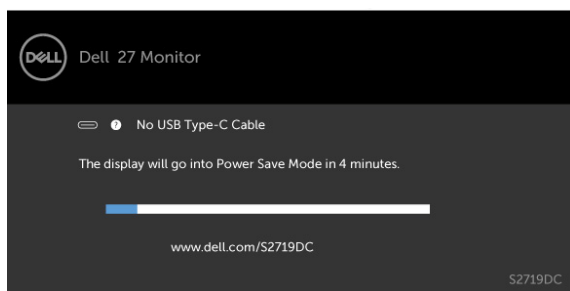 DELL
Dell 27 Monitor
? No USB Type-C Cable
The display will go into Power Save Mode in 4 minutes.
www.dell.com/S2719DC
S2719DC